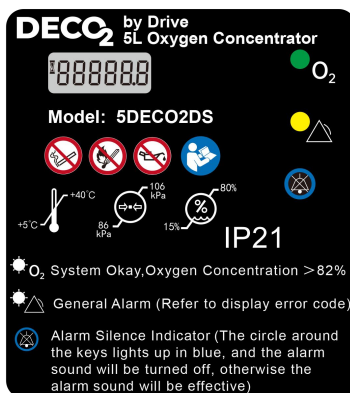 DECO2 by Drive
5L Oxygen Concentrator
188888.8
O2
Model: 5DECO2DS
+40°C
+5°C
106 kPa
86 kPa
80%
%
15%
IP21
O2 System Okay,Oxygen Concentration >82%
General Alarm (Refer to display error code)
Alarm Silence Indicator (The circle around
the keys lights up in blue, and the alarm
sound will be turned off, otherwise the
alarm sound will be effective)